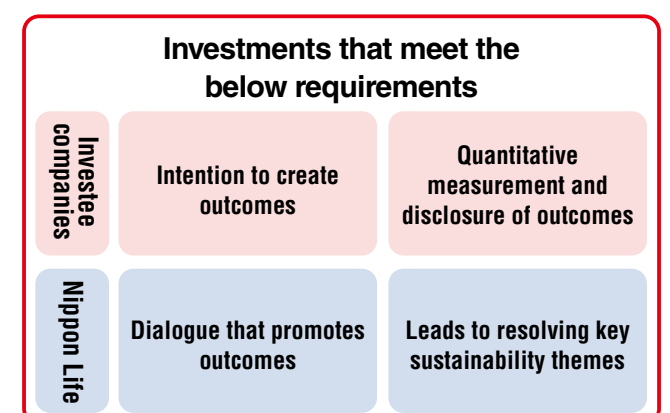 Investments that meet the
below requirements
Investee
companies
Intention to create
outcomes
Quantitative
measurement and
disclosure of outcomes
Nippon Life
Dialogue that promotes
outcomes
Leads to resolving key
sustainability themes